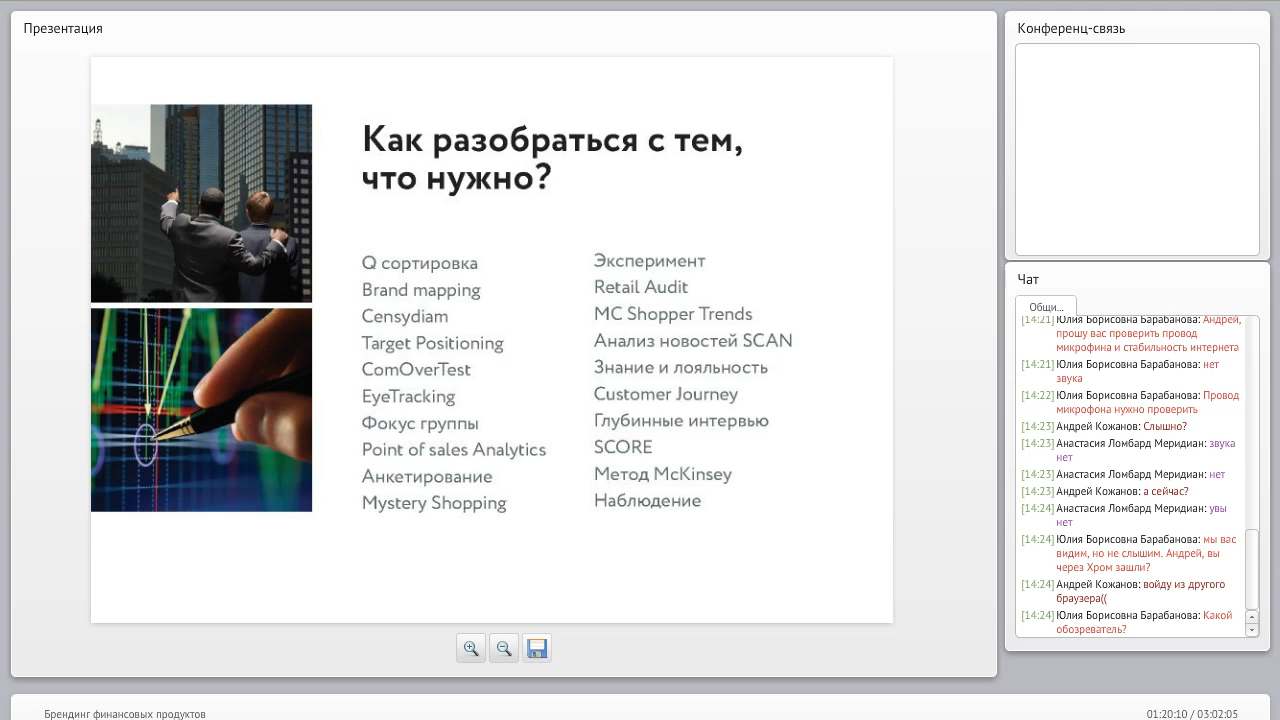 Презентация
Как разобраться с тем,
что нужно?
Q сортировка
Brand mapping
Censydiam
Target Positioning
ComOverTest
EyeTracking
Фокус группы
Point of sales Analytics
Анкетирование
Mystery Shopping
Эксперимент
Retail Audit
MC Shopper Trends
Анализ новостей SCAN
Знание и лояльность
Customer Journey
Глубинные интервью
SCORE
Метод McKinsey
Наблюдение
Конференц-связь
Чат
Общи...
[14:21] Юлия Борисовна Барабанова: Андрей,
прошу вас проверить провод
микрофина и стабильность интернета
[14:21] Юлия Борисовна Барабанова: нет
звука
[14:22] Юлия Борисовна Барабанова: Провод
микрофона нужно проверить
[14:23] Андрей Кожанов: Слышно?
[14:23] Анастасия Ломбард Меридиан: звука
нет
[14:23] Анастасия Ломбард Меридиан: нет
[14:23] Андрей Кожанов: а сейчас?
[14:24] Анастасия Ломбард Меридиан: увы
нет
[14:24] Юлия Борисовна Барабанова: мы вас
видим, но не слышим. Андрей, вы
через Хром зашли?
[14:24] Андрей Кожанов: войду из другого
браузера((
[14:24] Юлия Борисовна Барабанова: Какой
обозреватель?
Брендинг финансовых продуктов
01:20:10 / 03:02:05